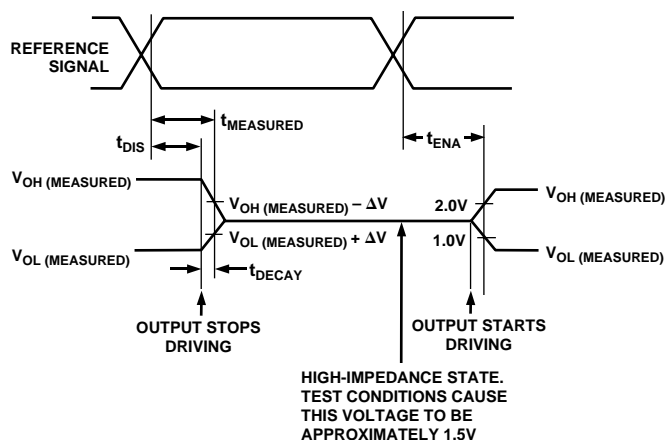 REFERENCE
SIGNAL
tMEASURED
tDIS
tENA
VOH (MEASURED)
VOH (MEASURED) – ΔV
2.0V
VOH (MEASURED)
VOL (MEASURED)
VOL (MEASURED) + ΔV
1.0V
VOL (MEASURED)
tDECAY
OUTPUT STOPS
DRIVING
OUTPUT STARTS
DRIVING
HIGH-IMPEDANCE STATE.
TEST CONDITIONS CAUSE
THIS VOLTAGE TO BE
APPROXIMATELY 1.5V